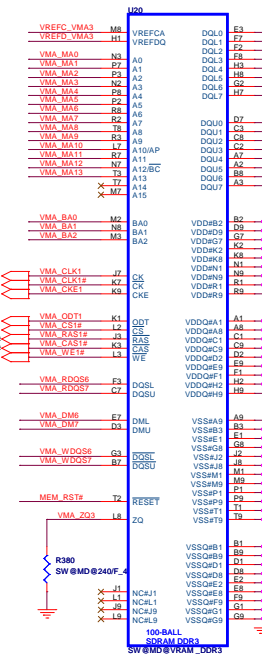 U20
VREFC_VMA3 M8 VREFCA DQL0 E3
VREFD_VMA3 H1 VREFDQ DQL1 F7
DQL2 F2
VMA_MA0 N3 A0 DQL3 F8
VMA_MA1 P7 A1 DQL4 H3
VMA_MA2 P3 A2 DQL5 H8
VMA_MA3 N2 A3 DQL6 G2
VMA_MA4 P8 A4 DQL7 H7
VMA_MA5 P2 A5
VMA_MA6 R8 A6
VMA_MA7 R2 A7 DQU0 D7
VMA_MA8 T8 A8 DQU1 C3
VMA_MA9 R3 A9 DQU2 C8
VMA_MA10 L7 A10/AP DQU3 C2
VMA_MA11 R7 A11 DQU4 A7
VMA_MA12 N7 A12/BC DQU5 A2
VMA_MA13 T3 A13 DQU6 B8
T7 A14 DQU7 A3
M7 A15
VMA_BA0 M2 BA0 VDD#B2 B2
VMA_BA1 N8 BA1 VDD#D9 D9
VMA_BA2 M3 BA2 VDD#G7 G7
VDD#K2 K2
VDD#K8 K8
VDD#N1 N1
VMA_CLK1 J7 CK VDD#N9 N9
VMA_CLK1# K7 CK VDD#R1 R1
VMA_CKE1 K9 CKE VDD#R9 R9
VMA_ODT1 K1 ODT VDDQ#A1 A1
VMA_CS1# L2 CS VDDQ#A8 A8
VMA_RAS1# J3 RAS VDDQ#C1 C1
VMA_CAS1# K3 CAS VDDQ#C9 C9
VMA_WE1# L3 WE VDDQ#D2 D2
VDDQ#E9 E9
VDDQ#F1 F1
VMA_RDQS6 F3 DQSL VDDQ#H2 H2
VMA_RDQS7 C7 DQSU VDDQ#H9 H9
VMA_DM6 E7 DML VSS#A9 A9
VMA_DM7 D3 DMU VSS#B3 B3
VSS#E1 E1
VSS#G8 G8
VMA_WDQS6 G3 DQSL VSS#J2 J2
VMA_WDQS7 B7 DQSU VSS#J8 J8
VSS#M1 M1
VSS#M9 M9
VSS#P1 P1
MEM_RST# T2 RESET VSS#P9 P9
VSS#T1 T1
VMA_ZQ3 L8 ZQ VSS#T9 T9
VSSQ#B1 B1
VSSQ#B9 B9
R380 VSSQ#D1 D1
SW@MD@240/F_4 VSSQ#D8 D8
VSSQ#E2 E2
J1 NC#J1 VSSQ#E8 E8
L1 NC#L1 VSSQ#F9 F9
J9 NC#J9 VSSQ#G1 G1
L9 NC#L9 VSSQ#G9 G9
100-BALL
SDRAM DDR3
SW@MD@VRAM _DDR3